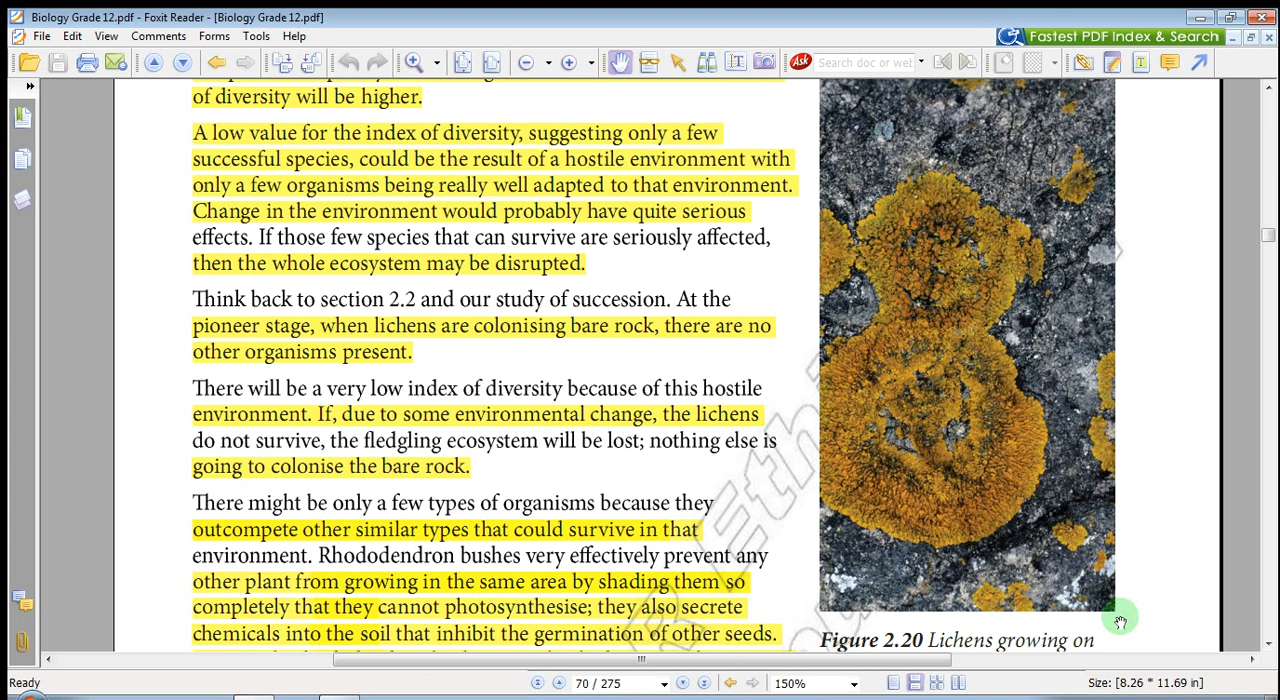 Biology Grade 12.pdf - Foxit Reader - [Biology Grade 12.pdf]
File Edit View Comments Forms Tools Help
Fastest PDF Index & Search
Ask Search doc or wel
of diversity will be higher.
A low value for the index of diversity, suggesting only a few
successful species, could be the result of a hostile environment with
only a few organisms being really well adapted to that environment.
Change in the environment would probably have quite serious
effects. If those few species that can survive are seriously affected,
then the whole ecosystem may be disrupted.
Think back to section 2.2 and our study of succession. At the
pioneer stage, when lichens are colonising bare rock, there are no
other organisms present.
There will be a very low index of diversity because of this hostile
environment. If, due to some environmental change, the lichens
do not survive, the fledgling ecosystem will be lost; nothing else is
going to colonise the bare rock.
There might be only a few types of organisms because they
outcompete other similar types that could survive in that
environment. Rhododendron bushes very effectively prevent any
other plant from growing in the same area by shading them so
completely that they cannot photosynthesise; they also secrete
chemicals into the soil that inhibit the germination of other seeds.
Figure 2.20 Lichens growing on
Ready
70 / 275
150%
Size: [8.26 * 11.69 in]